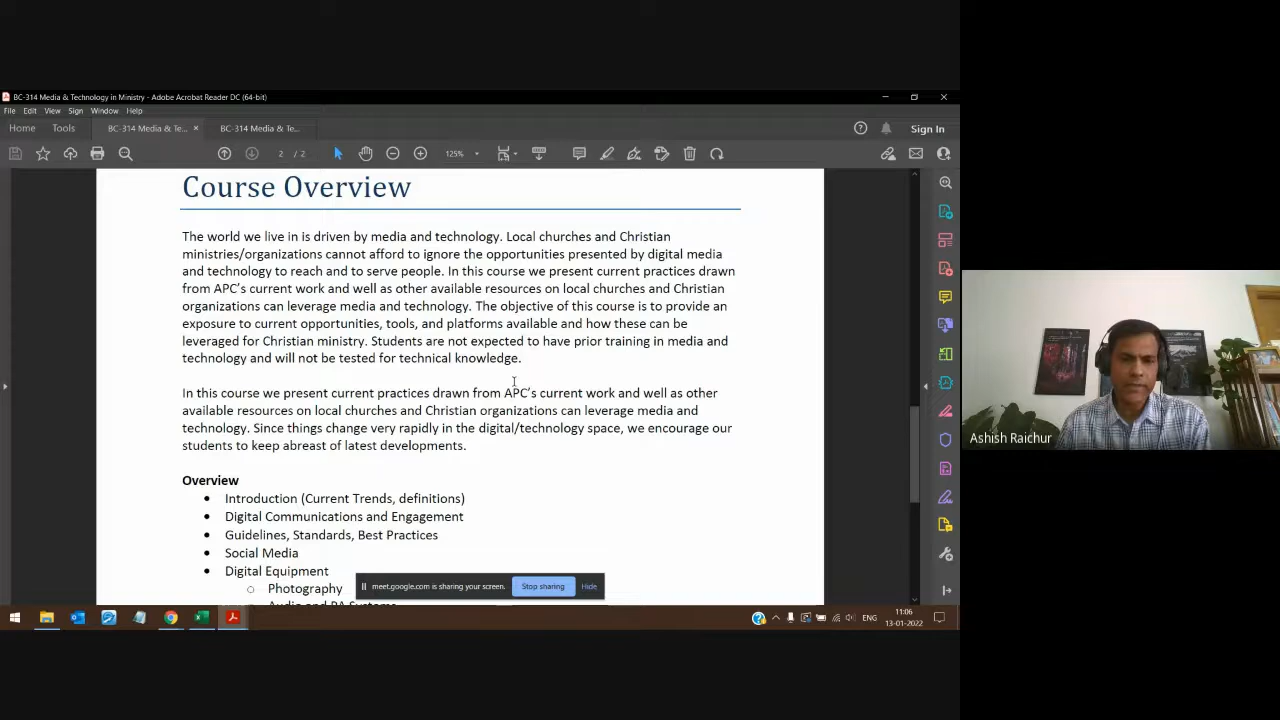 BC-314 Media & Technology in Ministry - Adobe Acrobat Reader DC (64-bit)
File Edit View Sign Window Help
Home Tools BC-314 Media & Te... × BC-314 Media & Te... Sign In
2 / 2 125%
Course Overview
The world we live in is driven by media and technology. Local churches and Christian
ministries/organizations cannot afford to ignore the opportunities presented by digital media
and technology to reach and to serve people. In this course we present current practices drawn
from APC's current work and well as other available resources on local churches and Christian
organizations can leverage media and technology. The objective of this course is to provide an
exposure to current opportunities, tools, and platforms available and how these can be
leveraged for Christian ministry. Students are not expected to have prior training in media and
technology and will not be tested for technical knowledge.
In this course we present current practices drawn from APC's current work and well as other
available resources on local churches and Christian organizations can leverage media and
technology. Since things change very rapidly in the digital/technology space, we encourage our
students to keep abreast of latest developments.
Overview
• Introduction (Current Trends, definitions)
• Digital Communications and Engagement
• Guidelines, Standards, Best Practices
• Social Media
• Digital Equipment
○ Photography
Audio and PA Systems
meet.google.com is sharing your screen. Stop sharing Hide
ENG
11:06
13-01-2022
Ashish Raichur